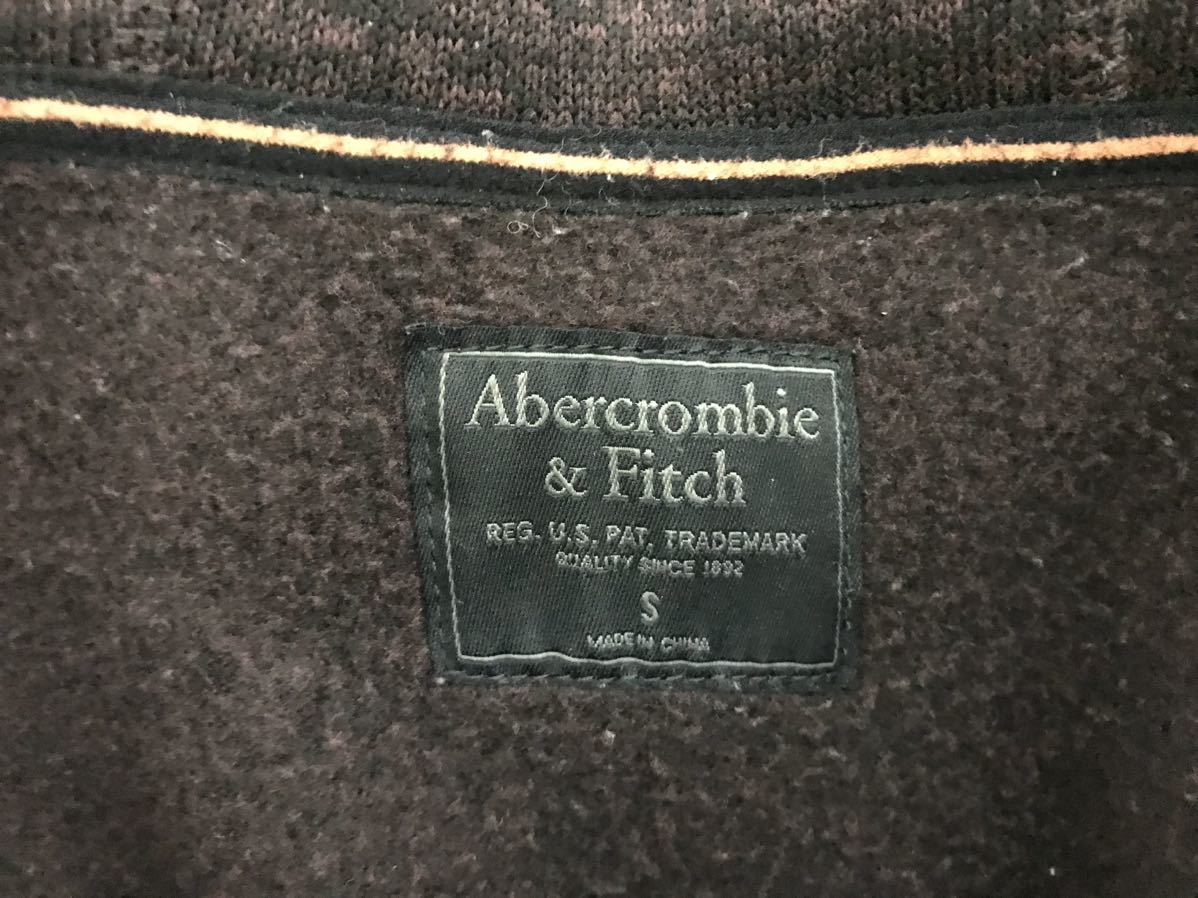 Abercrombie
& Fitch
REG. U.S. PAT. TRADEMARK
QUALITY SINCE 1892
S
MADE IN CHINA